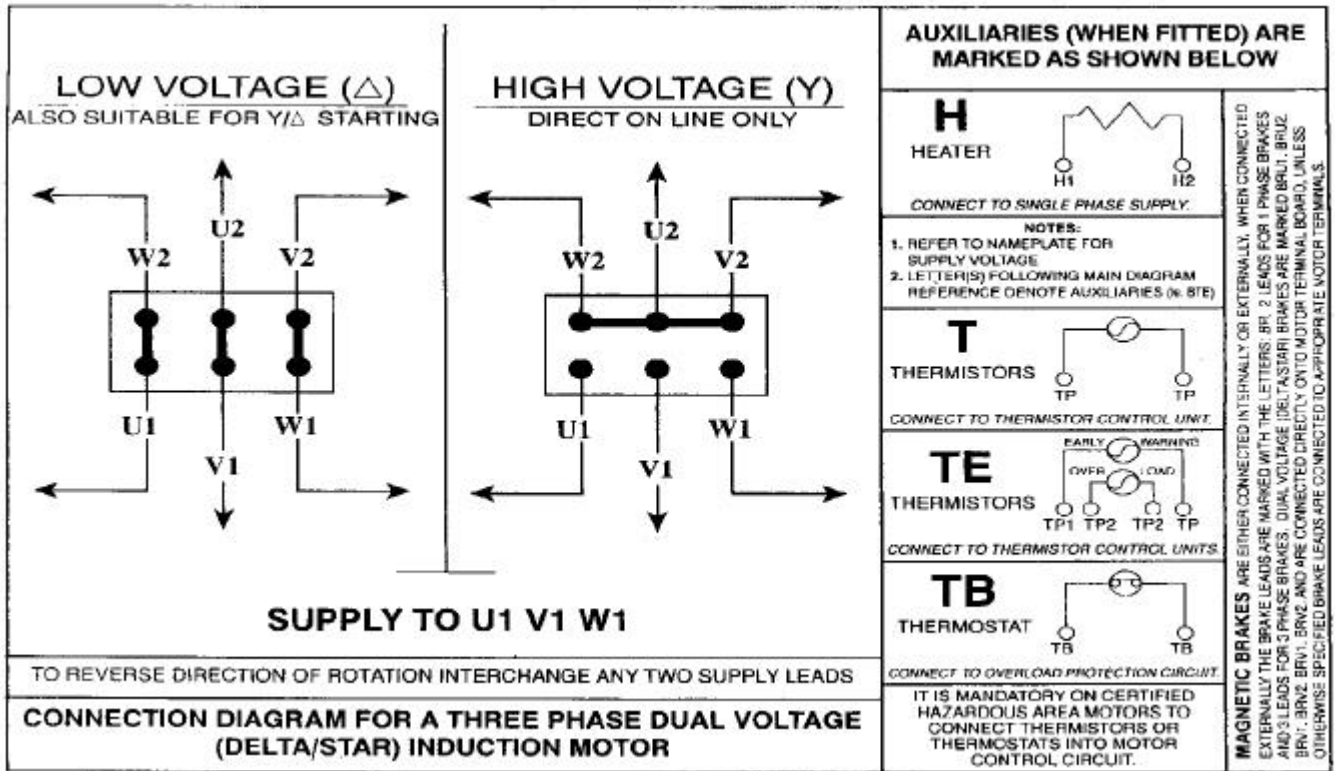 LOW VOLTAGE (△)
ALSO SUITABLE FOR Y/△ STARTING
W2
U2
V2
U1
V1
W1
HIGH VOLTAGE (Y)
DIRECT ON LINE ONLY
W2
U2
V2
U1
V1
W1
SUPPLY TO U1 V1 W1
TO REVERSE DIRECTION OF ROTATION INTERCHANGE ANY TWO SUPPLY LEADS
CONNECTION DIAGRAM FOR A THREE PHASE DUAL VOLTAGE
(DELTA/STAR) INDUCTION MOTOR
AUXILIARIES (WHEN FITTED) ARE
MARKED AS SHOWN BELOW
H
HEATER
H1 H2
CONNECT TO SINGLE PHASE SUPPLY.
NOTES:
1. REFER TO NAMEPLATE FOR
SUPPLY VOLTAGE
2. LETTER(S) FOLLOWING MAIN DIAGRAM
REFERENCE DENOTE AUXILIARIES
T
THERMISTORS
TP TP
CONNECT TO THERMISTOR CONTROL UNIT.
TE
THERMISTORS
EARLY WARNING
OVER LOAD
TP1 TP2 TP2 TP
CONNECT TO THERMISTOR CONTROL UNITS.
TB
THERMOSTAT
TB TB
CONNECT TO OVERLOAD PROTECTION CIRCUIT.
IT IS MANDATORY ON CERTIFIED
HAZARDOUS AREA MOTORS TO
CONNECT THERMISTORS OR
THERMOSTATS INTO MOTOR
CONTROL CIRCUIT.
MAGNETIC BRAKES ARE EITHER CONNECTED INTERNALLY OR EXTERNALLY, WHEN CONNECTED
EXTERNALLY THE BRAKE LEADS ARE MARKED WITH THE LETTERS: BR, 2 LEADS FOR 1 PHASE BRAKES
AND 3 LEADS FOR 3 PHASE BRAKES. DUAL VOLTAGE (DELTA/STAR) BRAKES ARE MARKED BRU1, BRU2,
BRV1, BRV2, AND ARE CONNECTED DIRECTLY ONTO MOTOR TERMINAL BOARD, UNLESS
OTHERWISE SPECIFIED BRAKE LEADS ARE CONNECTED TO APPROPRIATE MOTOR TERMINALS.